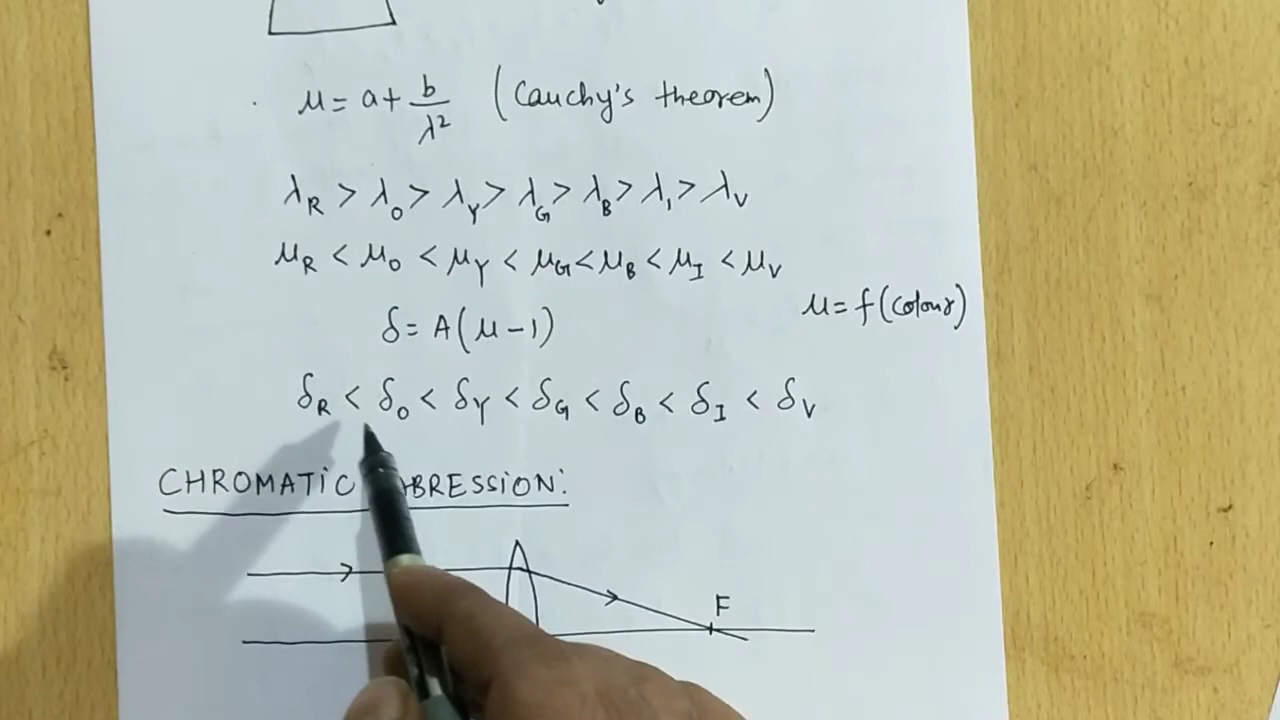 μ = a + b/λ² (Cauchy's theorem)
λR > λO > λY > λG > λB > λI > λV
μR < μO < μY < μG < μB < μI < μV
δ = A(μ-1)
μ = f(colour)
δR < δO < δY < δG < δB < δI < δV
CHROMATIC ABRESSION:
F